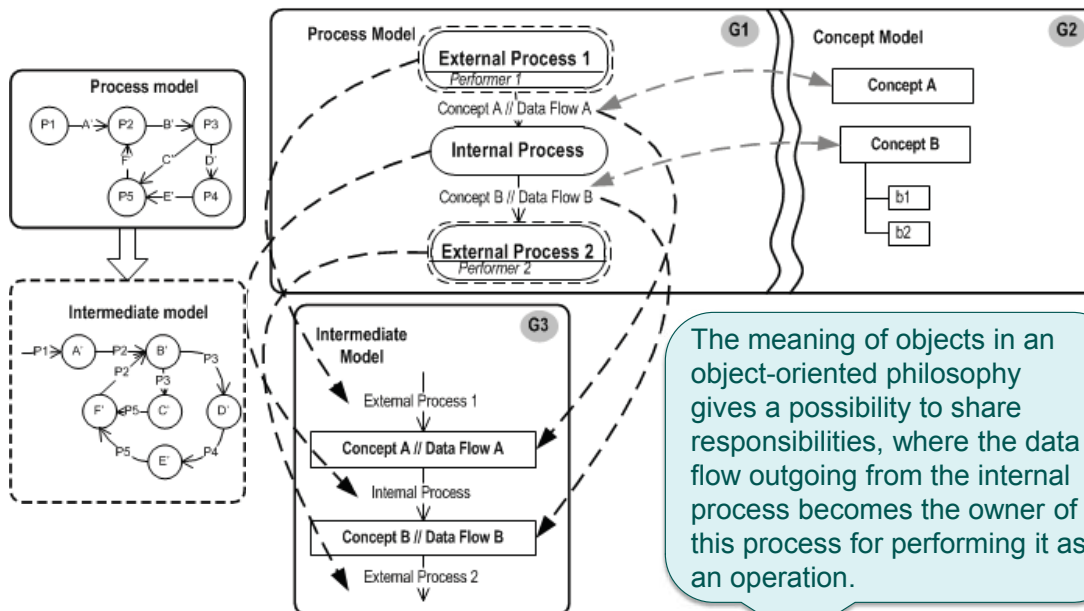 Process model
P1
A'
P2
B'
P3
F'
C'
D'
P5
E'
P4
Intermediate model
P1
A'
P2
B'
P3
P2
P3
F'
P5
C'
D'
P5
E'
P4
Process Model
G1
External Process 1
Performer 1
Concept A // Data Flow A
Internal Process
Concept B // Data Flow B
External Process 2
Performer 2
Concept Model
G2
Concept A
Concept B
b1
b2
Intermediate
Model
G3
External Process 1
Concept A // Data Flow A
Internal Process
Concept B // Data Flow B
External Process 2
The meaning of objects in an
object-oriented philosophy
gives a possibility to share
responsibilities, where the data
flow outgoing from the internal
process becomes the owner of
this process for performing it as
an operation.